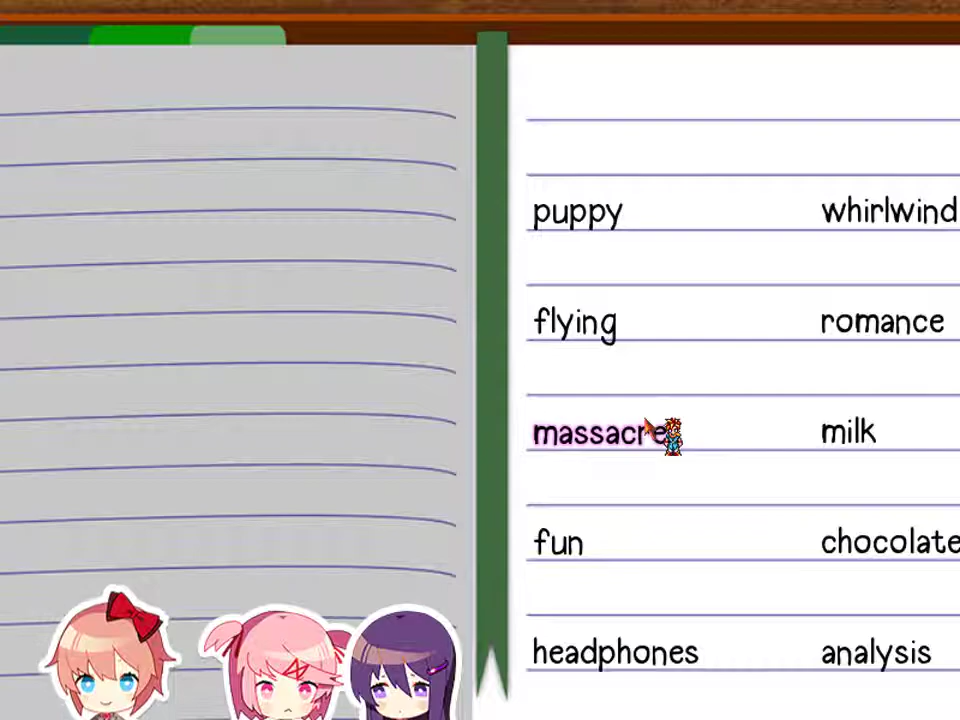 puppy whirlwind
flying romance
massacre milk
fun chocolate
headphones analysis